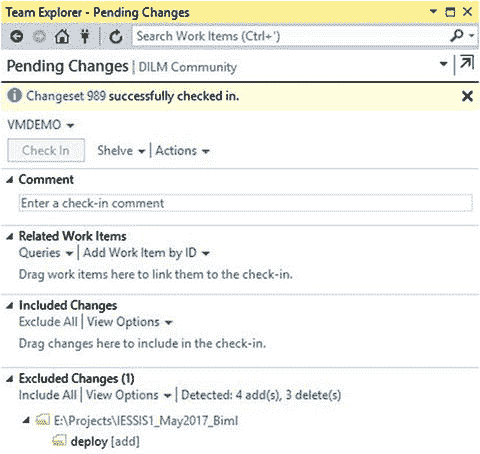 Team Explorer - Pending Changes
Search Work Items (Ctrl+')
Pending Changes | DILM Community
Changeset 989 successfully checked in.
VMDEMO
Check In Shelve Actions
Comment
Enter a check-in comment
Related Work Items
Queries | Add Work Item by ID
Drag work items here to link them to the check-in.
Included Changes
Exclude All | View Options
Drag changes here to include in the check-in.
Excluded Changes (1)
Include All | View Options | Detected: 4 add(s), 3 delete(s)
E:\Projects\IESSIS1_May2017_Biml
deploy [add]